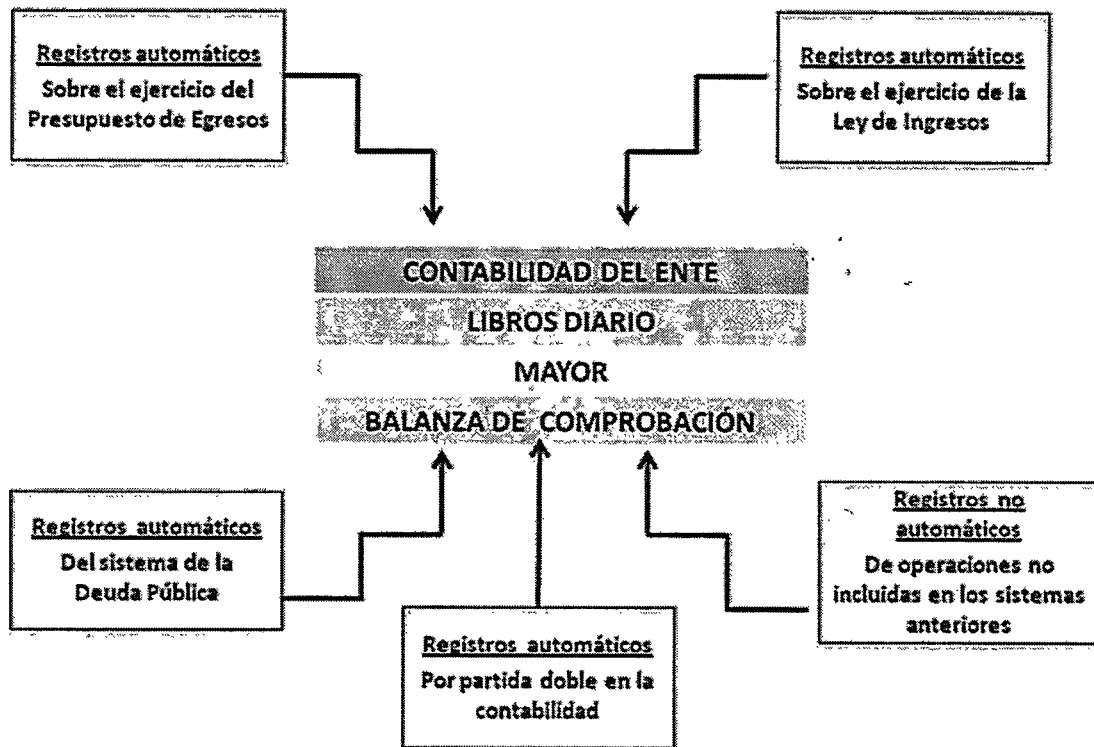 Registros automáticos
Sobre el ejercicio del
Presupuesto de Egresos
Registros automáticos
Sobre el ejercicio de la
Ley de Ingresos
CONTABILIDAD DEL ENTE
LIBROS DIARIO
MAYOR
BALANZA DE COMPROBACIÓN
Registros automáticos
Del sistema de la
Deuda Pública
Registros automáticos
Por partida doble en la
contabilidad
Registros no
automáticos
De operaciones no
incluidas en los sistemas
anteriores